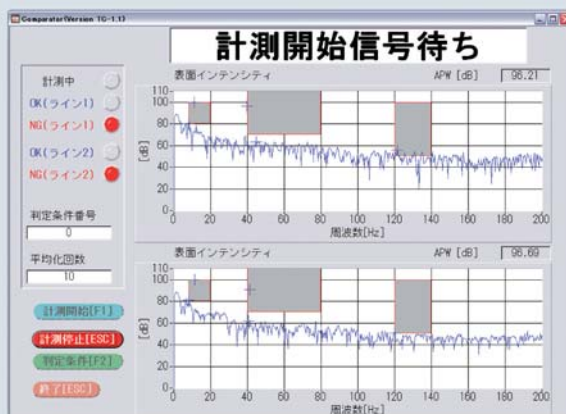 Comparator(Version TG-1.1)
計測開始信号待ち
計測中
OK(ライン1)
NG(ライン1)
OK(ライン2)
NG(ライン2)
判定条件番号
0
平均化回数
10
計測開始[F1]
計測停止[ESC]
判定条件[F2]
終了[ESC]
表面インテンシティ
APW [dB]
96.21
110
100
80
60
40
20
0
[dB]
0 20 40 60 80 100 120 140 160 180 200
周波数[Hz]
表面インテンシティ
APW [dB]
96.69
110
100
80
60
40
20
0
[dB]
0 20 40 60 80 100 120 140 160 180 200
周波数[Hz]